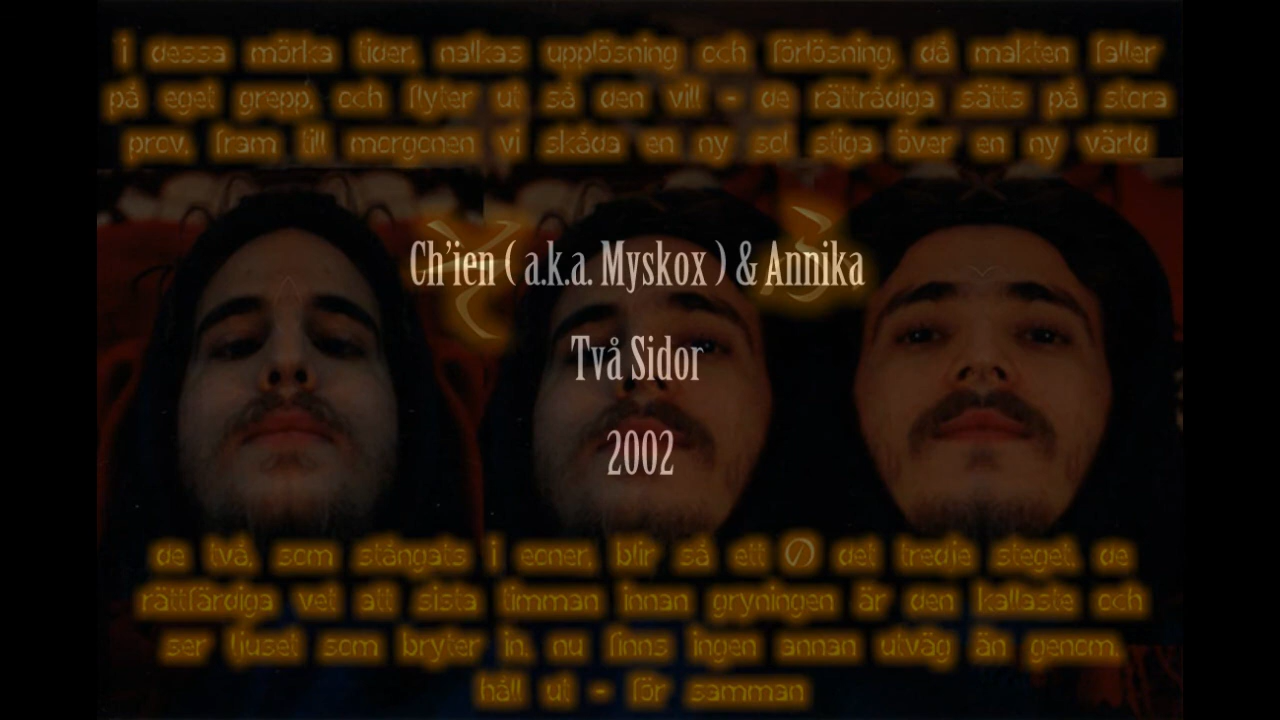 i dessa mörka tider, nalkas upplösning och förlösning, då makten faller
på eget grepp, och flyter ut så den vill - de rättrådiga sätts på stora
prov, fram till morgonen vi skåda en ny sol stiga över en ny värld
Ch'ien ( a.k.a. Myskox ) & Annika
Två Sidor
2002
de två, som stångats i eoner, blir så ett Ø det tredje steget. de
rättfärdiga vet att sista timman innan gryningen är den kallaste och
ser ljuset som bryter in. nu finns ingen annan utväg än genom.
håll ut - för samman